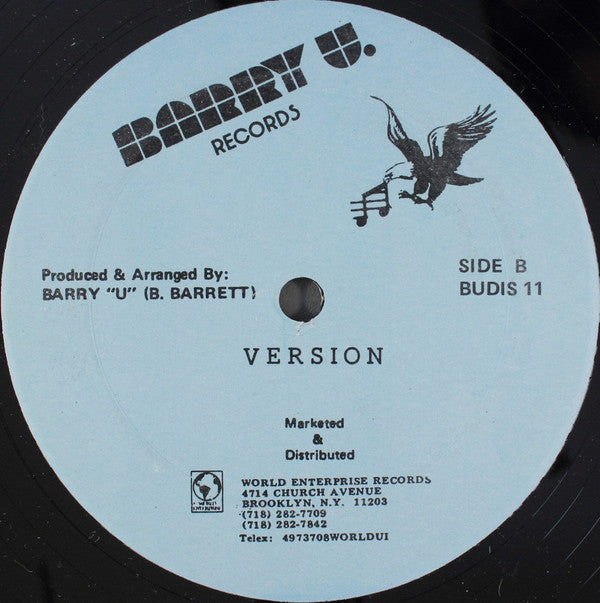 BARRY U.
RECORDS
Produced & Arranged By:
BARRY "U" (B. BARRETT)
SIDE B
BUDIS 11
VERSION
Marketed
&
Distributed
WORLD ENTERPRISE RECORDS
4714 CHURCH AVENUE
BROOKLYN, N.Y. 11203
(718) 282-7709
(718) 282-7842
Telex: 4973708WORLDUI